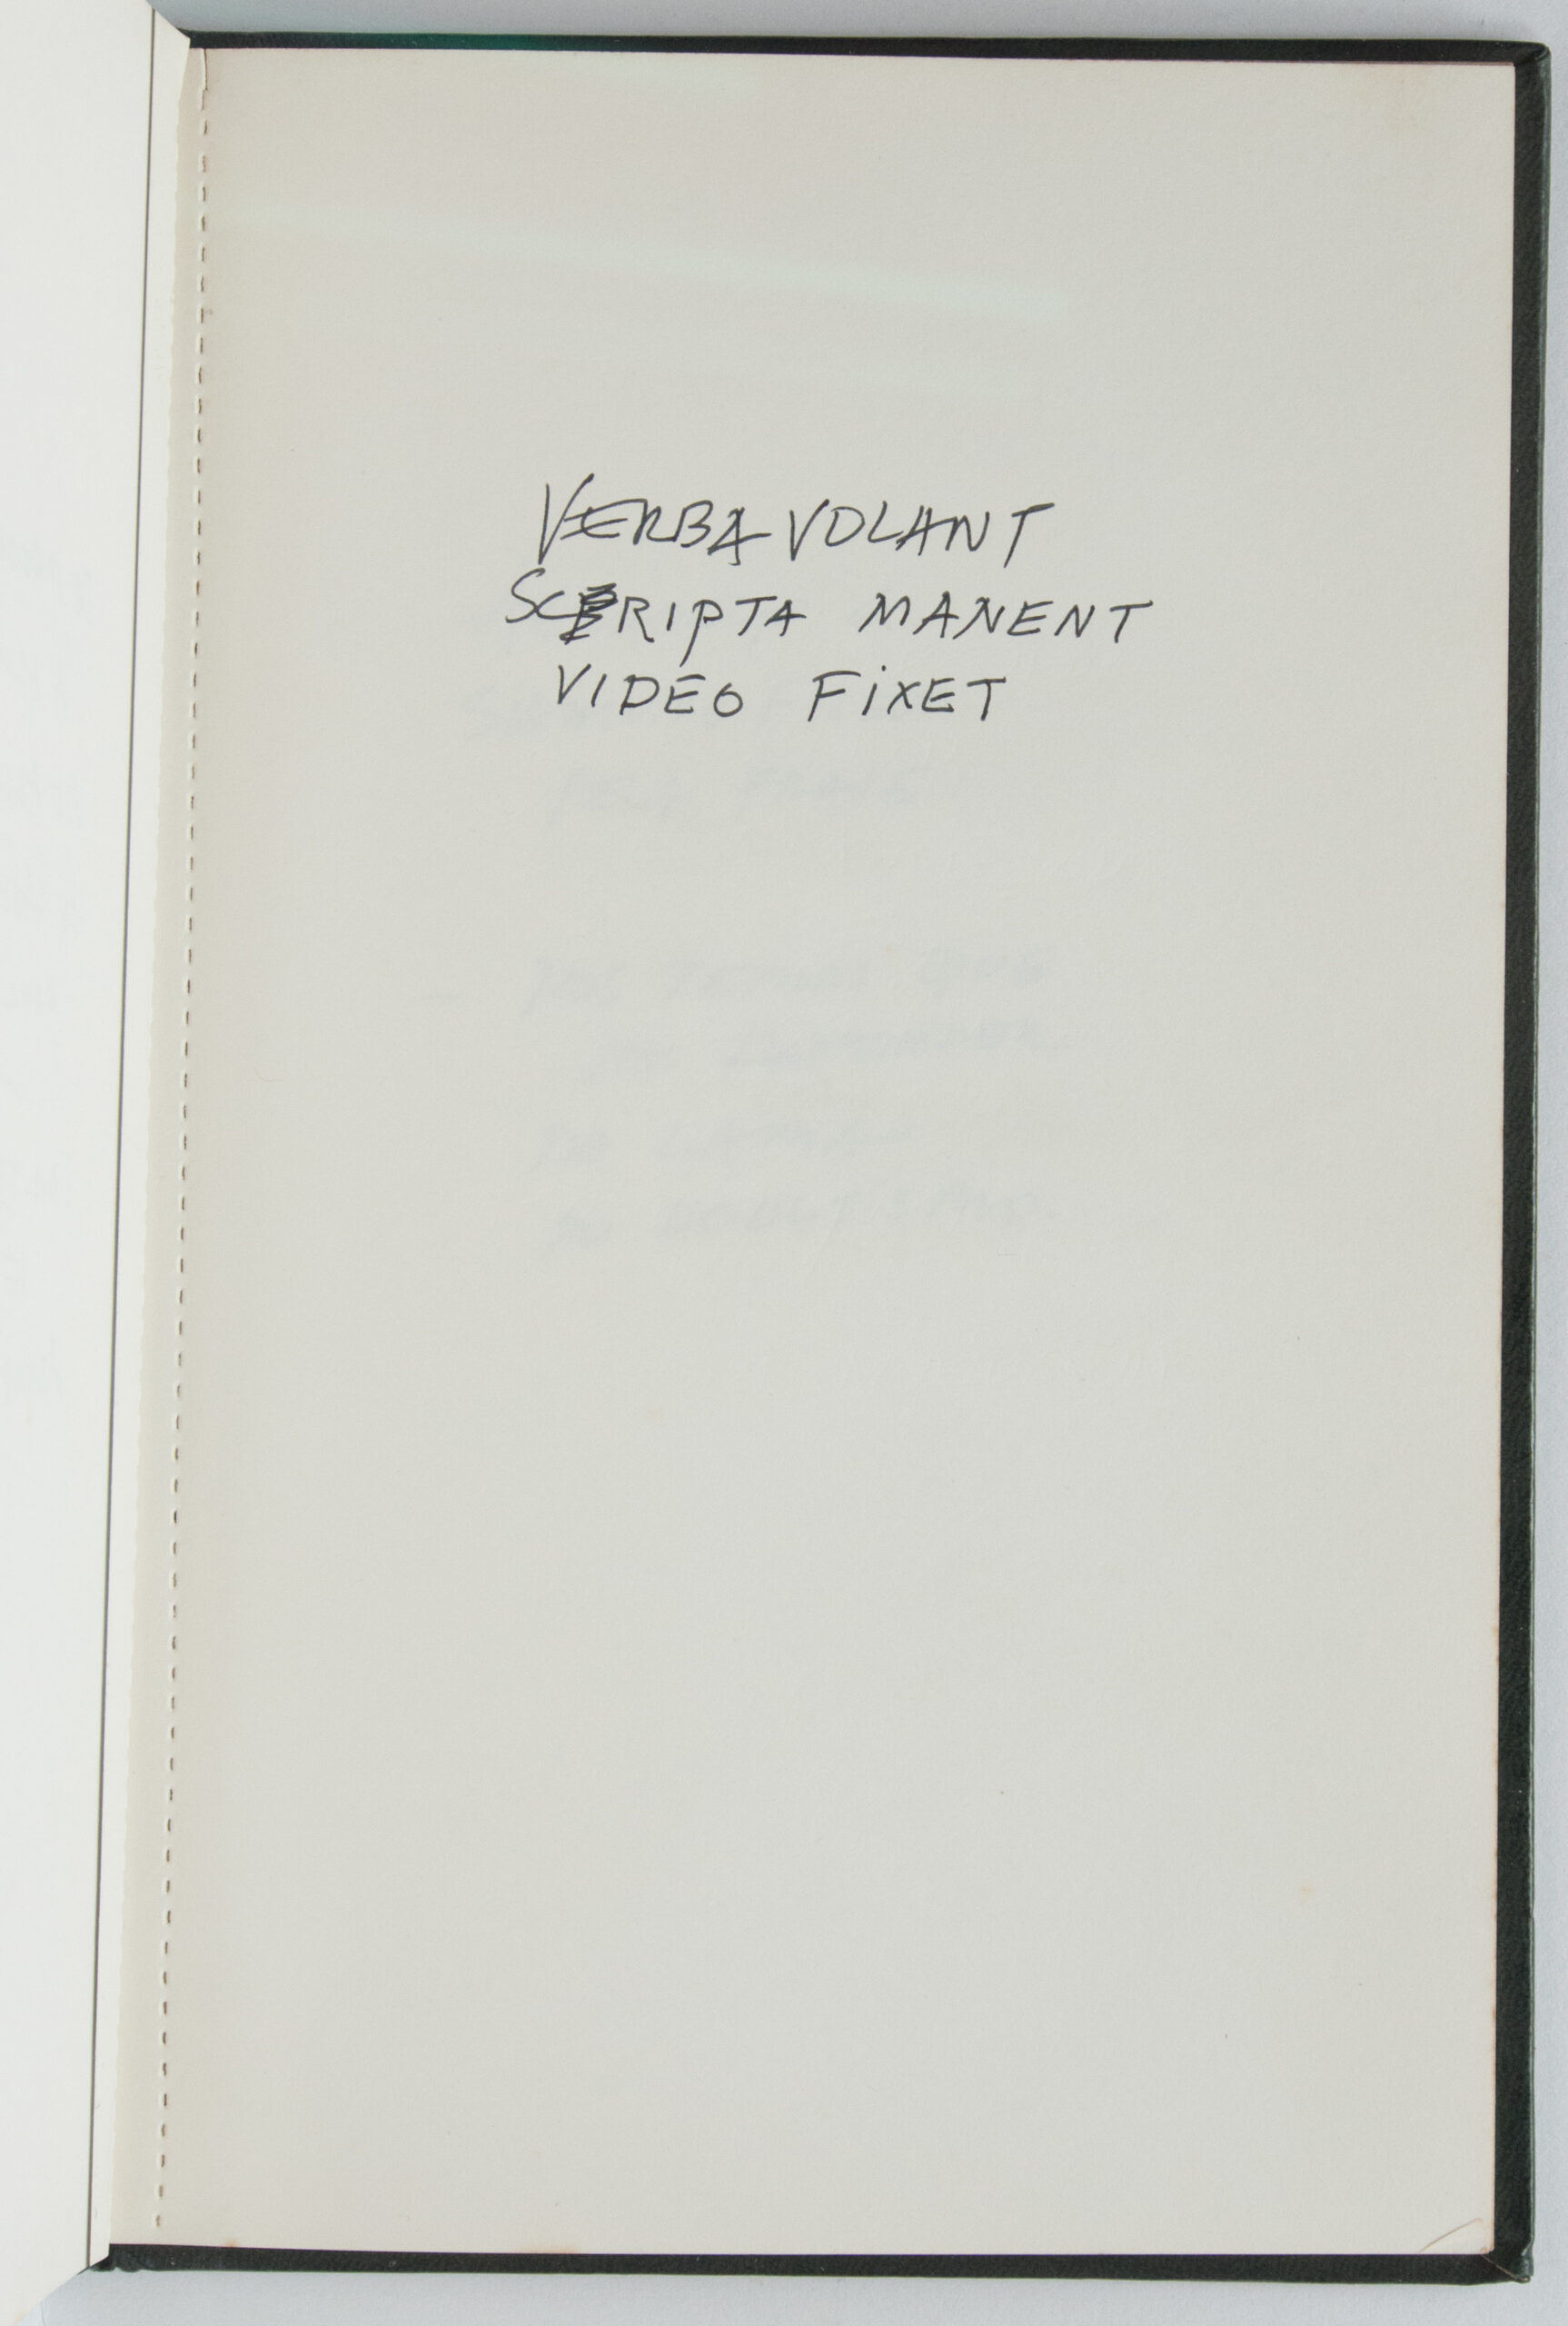 VERBA VOLANT
SCRIPTA MANENT
VIDEO FIXET